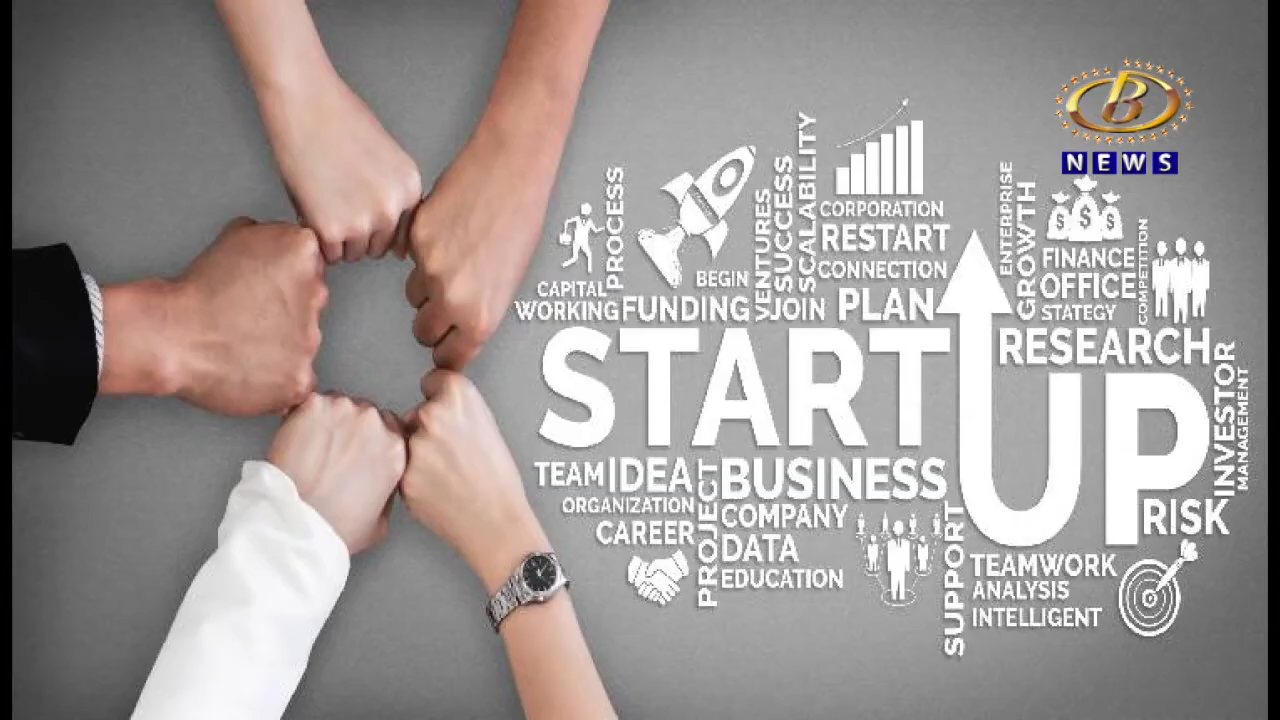 B
NEWS
PROCESS
CAPITAL
WORKING
FUNDING
BEGIN
VENTURES
SUCCESS
SCALABILITY
JOIN
CORPORATION
RESTART
CONNECTION
PLAN
ENTERPRISE
GROWTH
$ $ $
FINANCE
OFFICE
STRATEGY
COMPETITION
RESEARCH
INVESTOR
MANAGEMENT
START UP
TEAM
IDEA
ORGANIZATION
CAREER
PROJECT
BUSINESS
COMPANY
DATA
EDUCATION
SUPPORT
RISK
TEAMWORK
ANALYSIS
INTELLIGENT